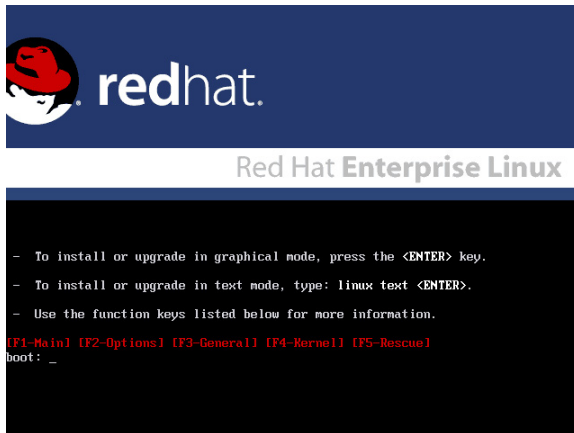 redhat.
Red Hat Enterprise Linux
- To install or upgrade in graphical mode, press the <ENTER> key.
- To install or upgrade in text mode, type: linux text <ENTER>.
- Use the function keys listed below for more information.
[F1-Main] [F2-Options] [F3-General] [F4-Kernel] [F5-Rescue]
boot: _